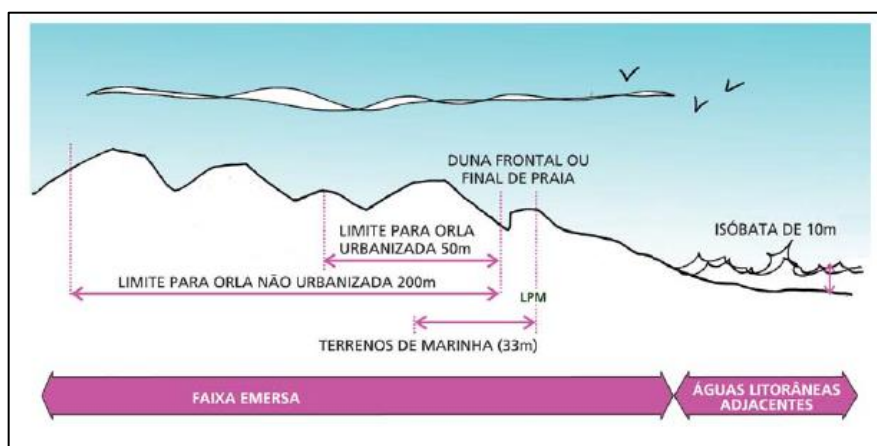 DUNA FRONTAL OU
FINAL DE PRAIA
ISÓBATA DE 10m
LIMITE PARA ORLA
URBANIZADA 50m
LIMITE PARA ORLA NÃO URBANIZADA 200m
LPM
TERRENOS DE MARINHA (33m)
FAIXA EMERSA
ÁGUAS LITORÂNEAS
ADJACENTES